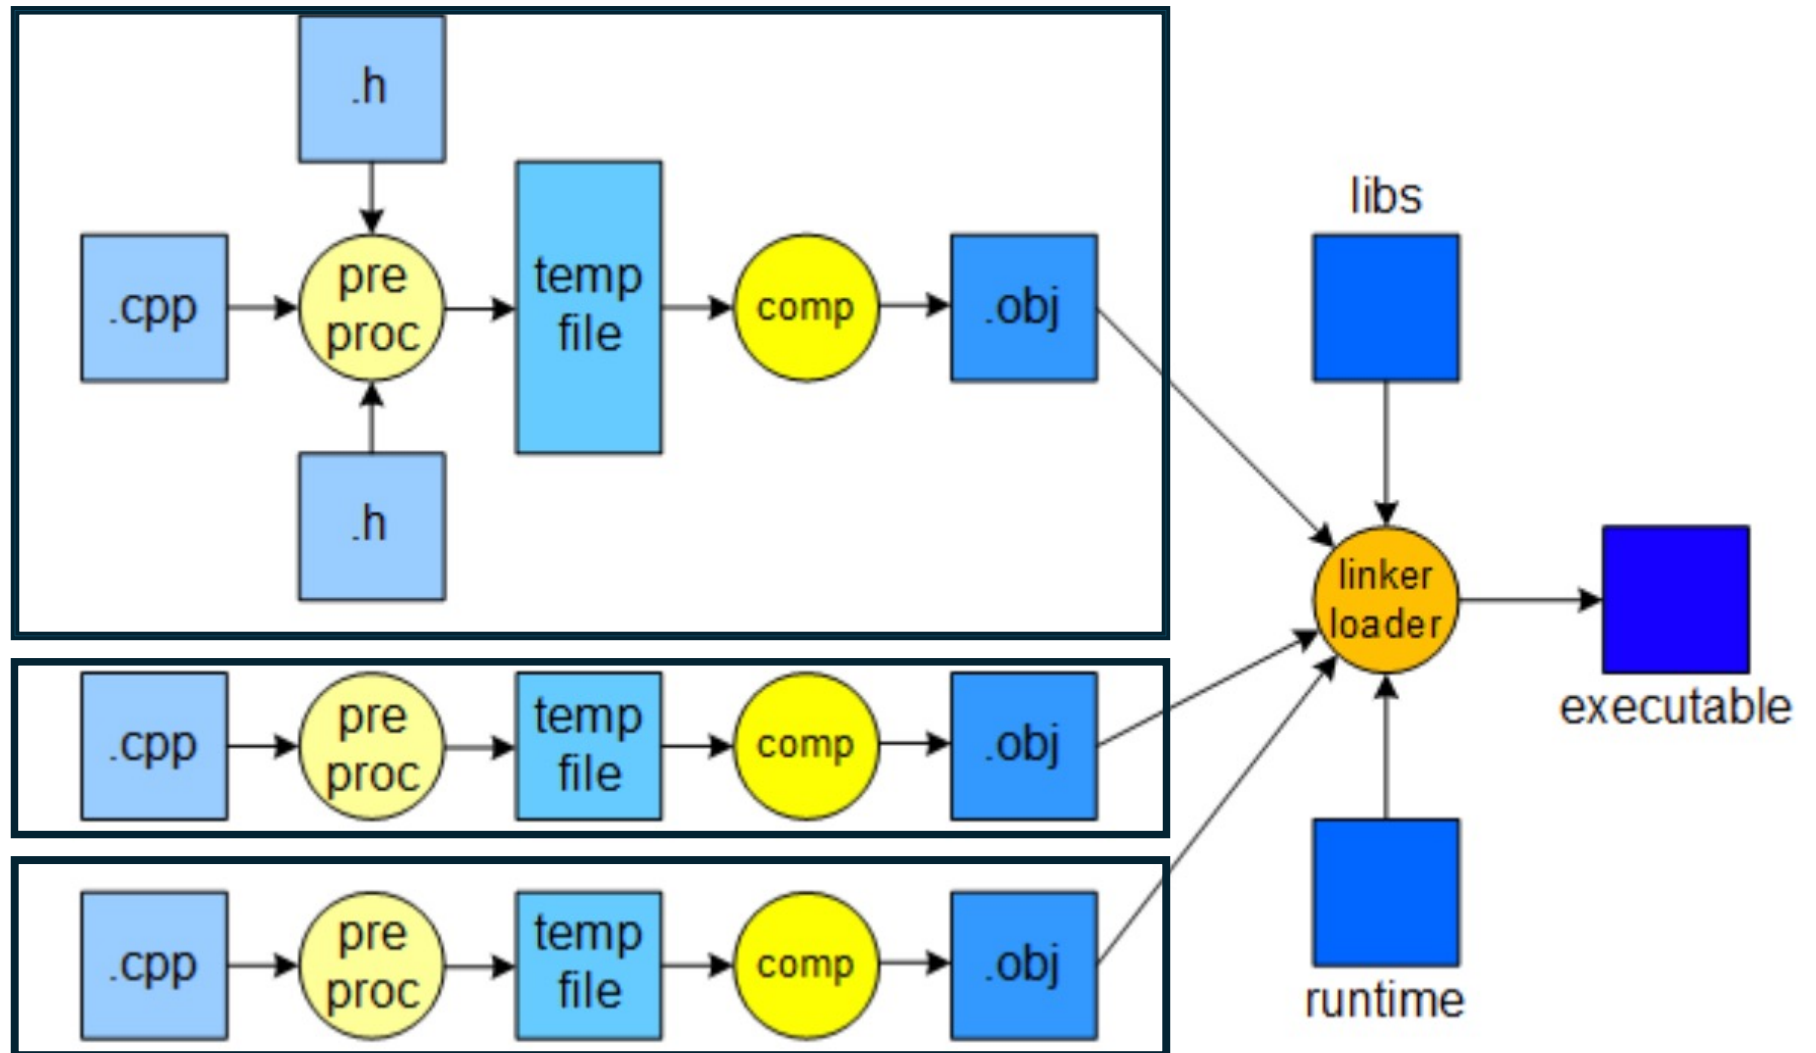 .h
.cpp
pre
proc
temp
file
comp
.obj
.h
libs
linker
loader
executable
.cpp
pre
proc
temp
file
comp
.obj
.cpp
pre
proc
temp
file
comp
.obj
runtime